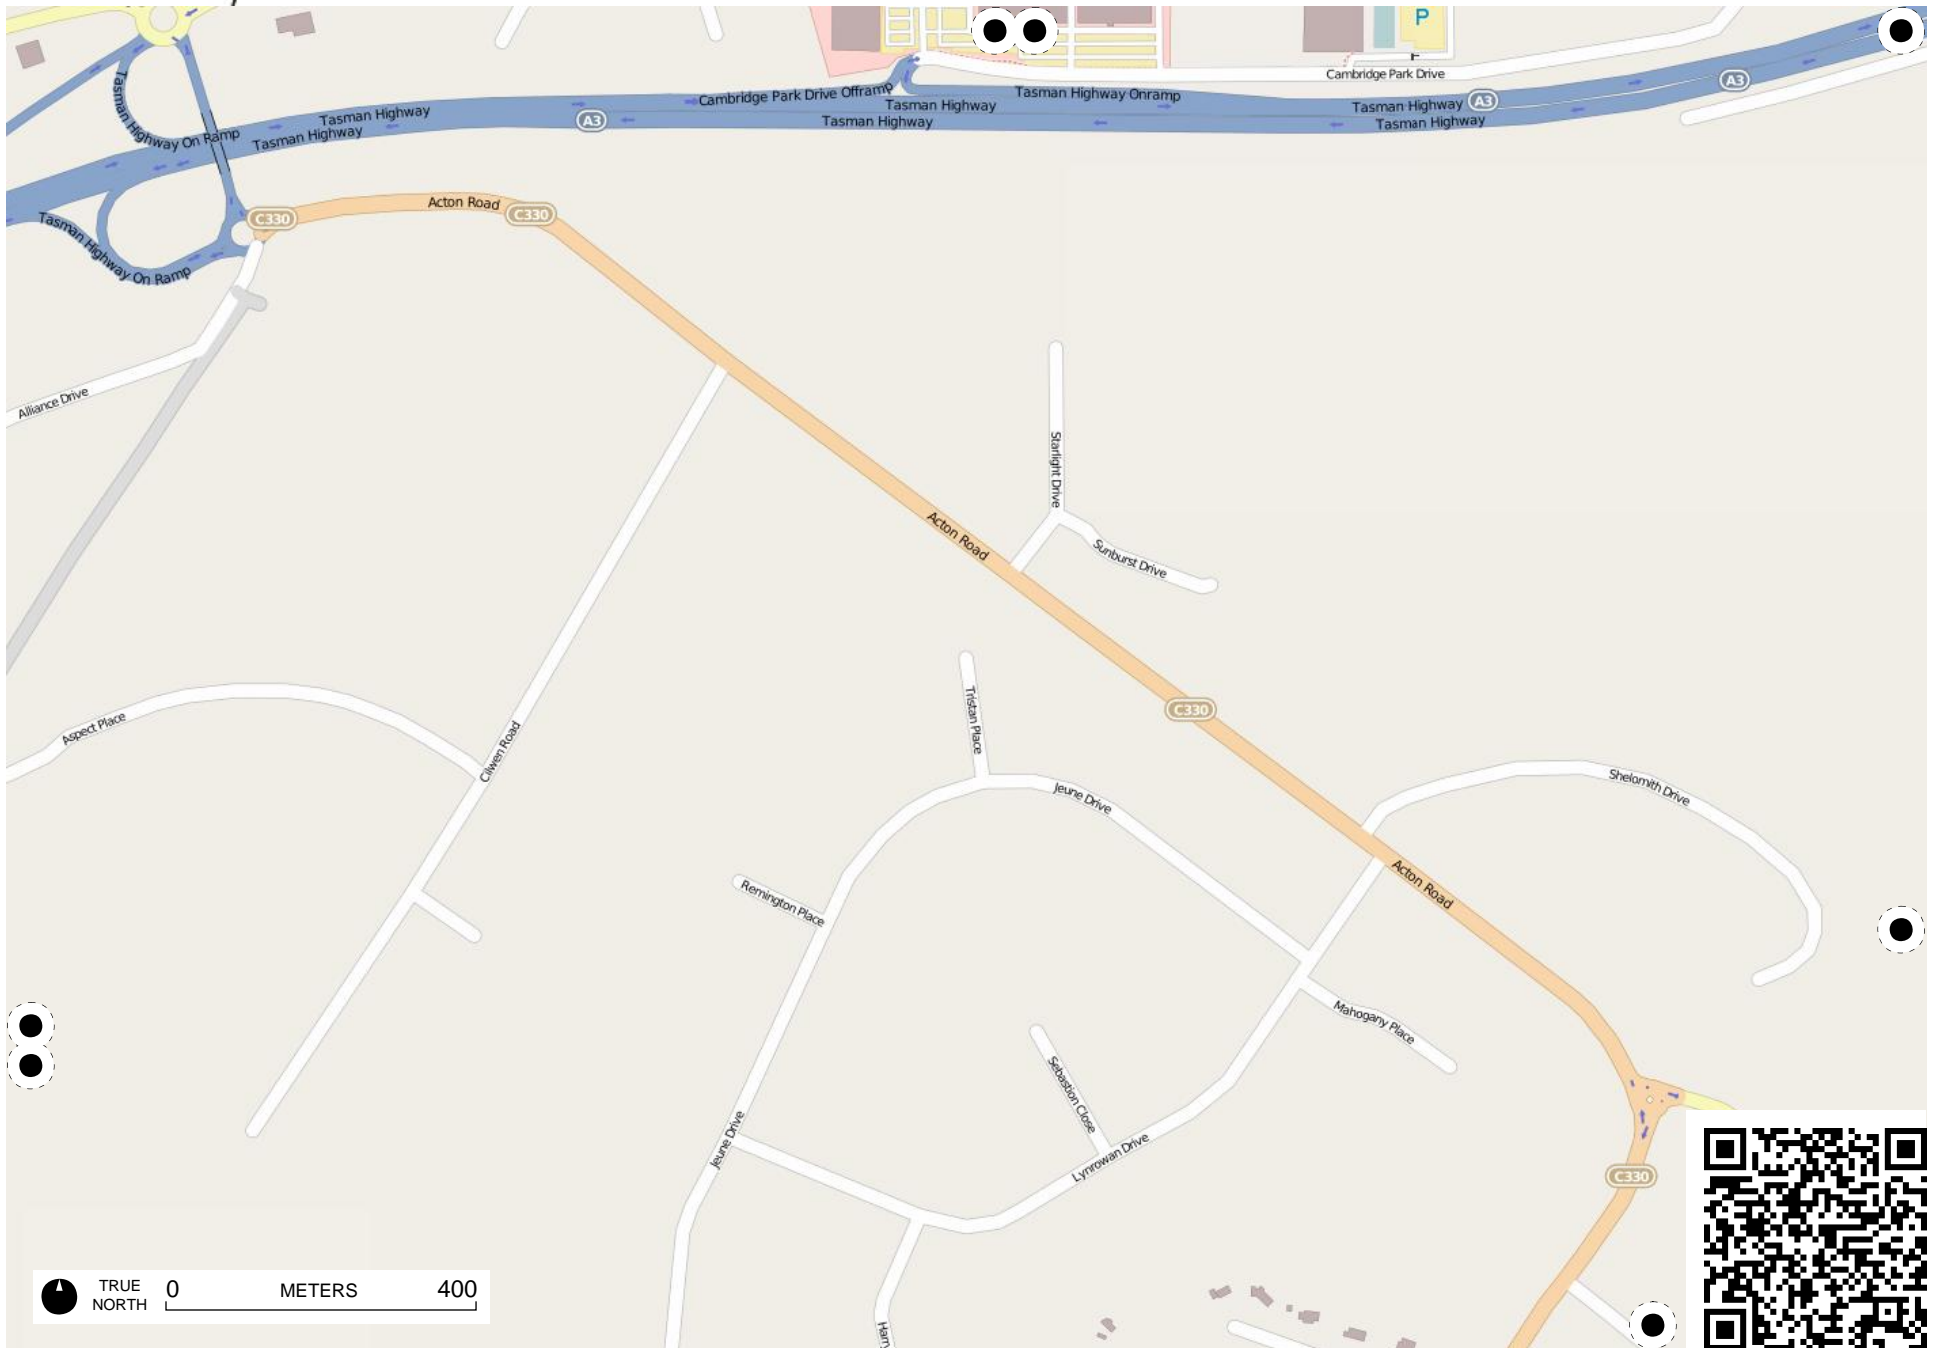 P
Cambridge Park Drive
A3
A3
Tasman Highway On Ramp
Tasman Highway
Tasman Highway
Cambridge Park Drive Offramp
Tasman Highway
Tasman Highway Onramp
Tasman Highway
A3
Tasman Highway
Tasman Highway
C330
Acton Road
C330
Tasman Highway On Ramp
Alliance Drive
Starlight Drive
Acton Road
Sunburst Drive
Tristan Place
C330
Aspect Place
Cilwen Road
Jeune Drive
Shelomith Drive
Acton Road
Remington Place
Mahogany Place
Sebastion Close
Jeune Drive
Lynrowan Drive
C330
TRUE
NORTH
0 METERS 400